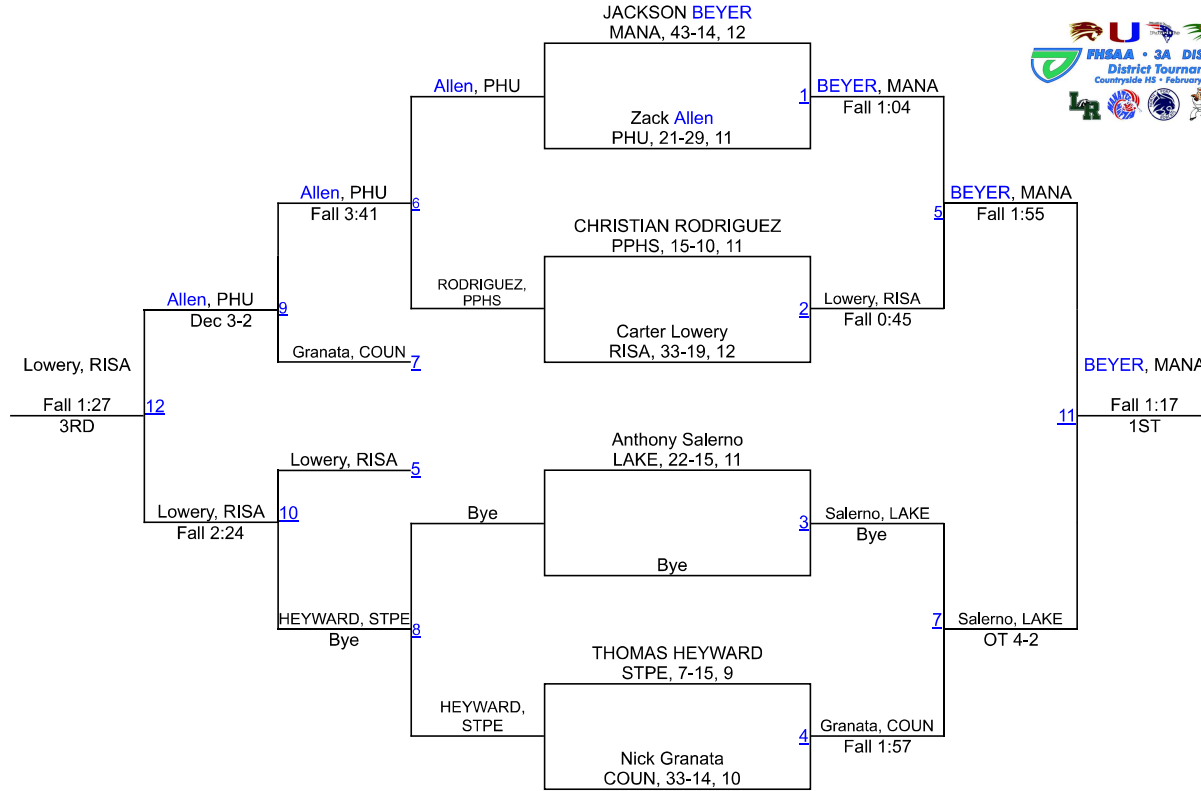 JACKSON BEYER
MANA, 43-14, 12
FHSAA • 3A DIS
District Tournam
Countryside HS • February
LR
Allen, PHU
1
BEYER, MANA
Fall 1:04
Zack Allen
PHU, 21-29, 11
Allen, PHU
Fall 3:41
6
BEYER, MANA
Fall 1:55
5
CHRISTIAN RODRIGUEZ
PPHS, 15-10, 11
RODRIGUEZ,
PPHS
2
Lowery, RISA
Fall 0:45
Allen, PHU
Dec 3-2
9
Carter Lowery
RISA, 33-19, 12
Granata, COUN
7
Lowery, RISA
Fall 1:27
3RD
12
BEYER, MANA
Fall 1:17
1ST
11
Anthony Salerno
LAKE, 22-15, 11
Lowery, RISA
5
Lowery, RISA
Fall 2:24
10
Bye
3
Salerno, LAKE
Bye
Bye
HEYWARD, STPE
Bye
8
7
Salerno, LAKE
OT 4-2
THOMAS HEYWARD
STPE, 7-15, 9
HEYWARD,
STPE
4
Granata, COUN
Fall 1:57
Nick Granata
COUN, 33-14, 10